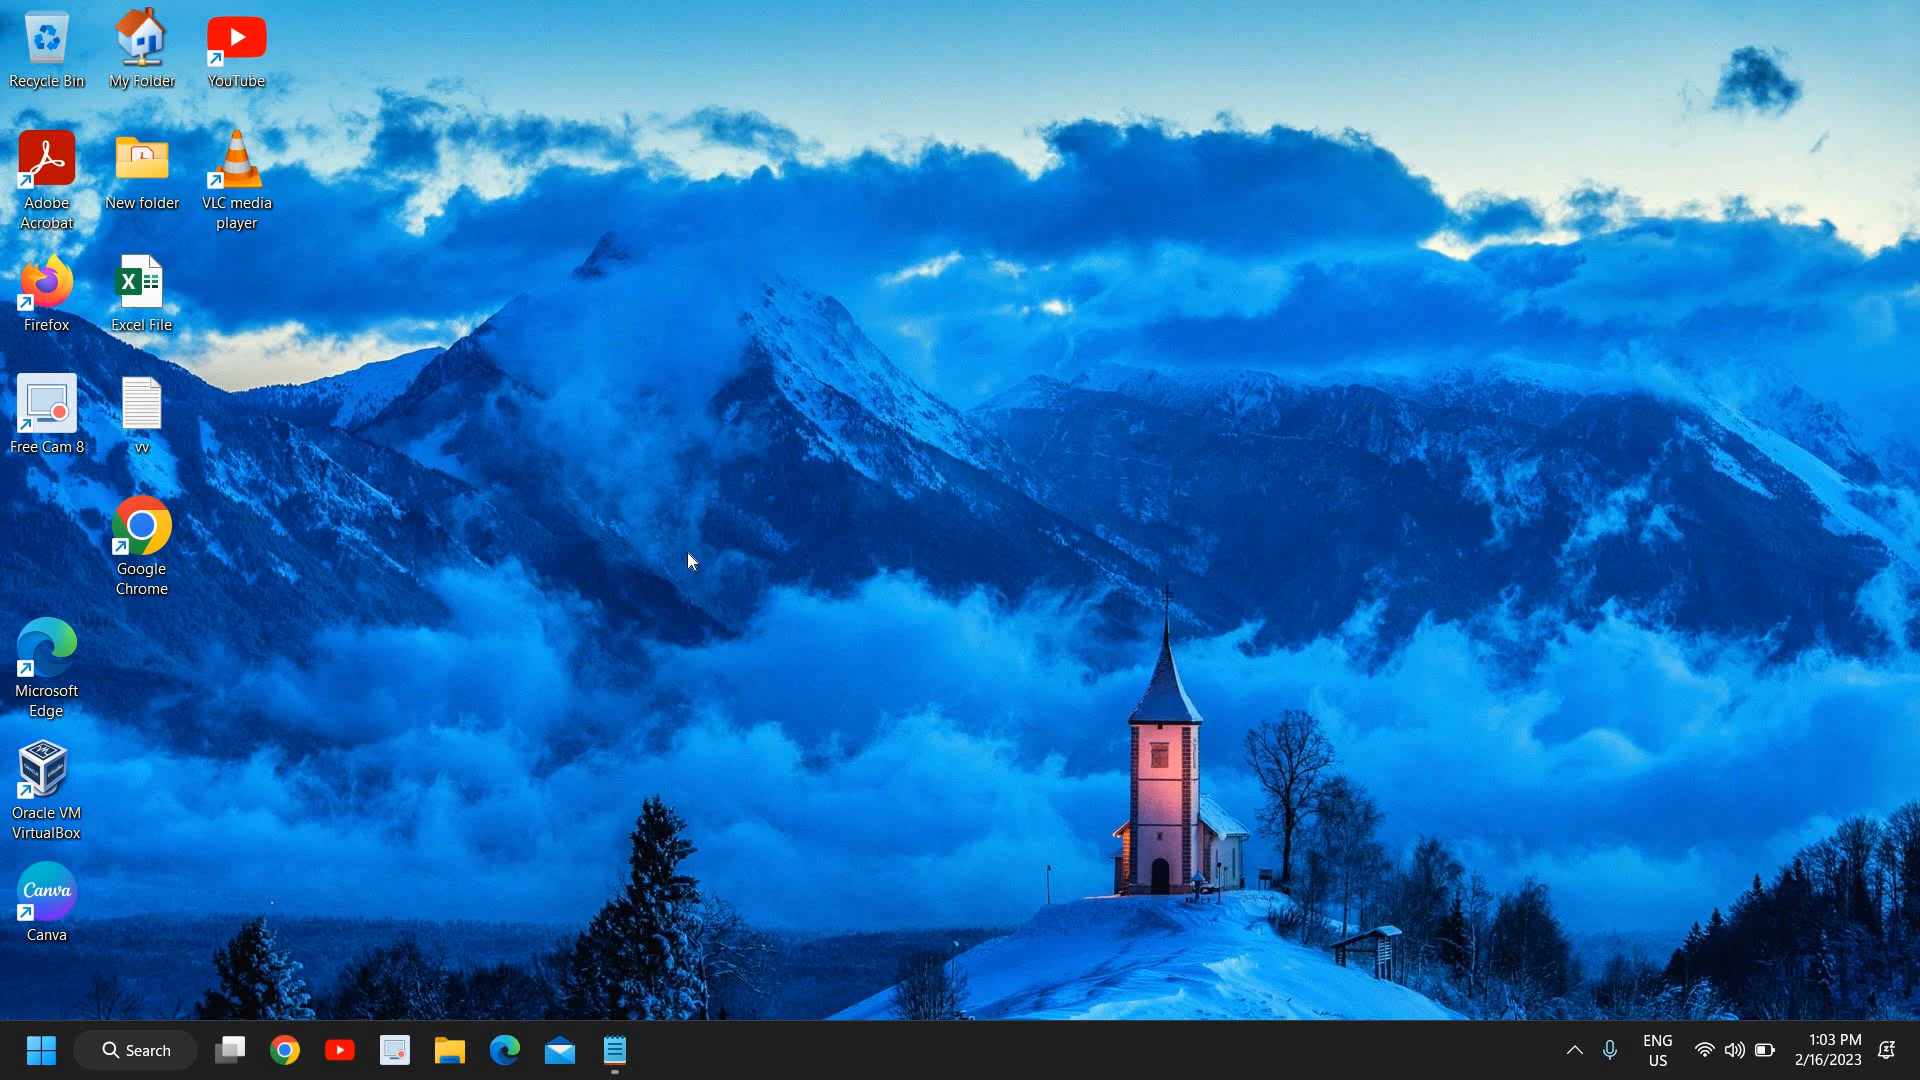 Recycle Bin
My Folder
YouTube
Adobe
Acrobat
New folder
VLC media
player
Firefox
Excel File
Free Cam 8
vv
Google
Chrome
Microsoft
Edge
Oracle VM
VirtualBox
Canva
Canva
Search
ENG
US
1:03 PM
2/16/2023